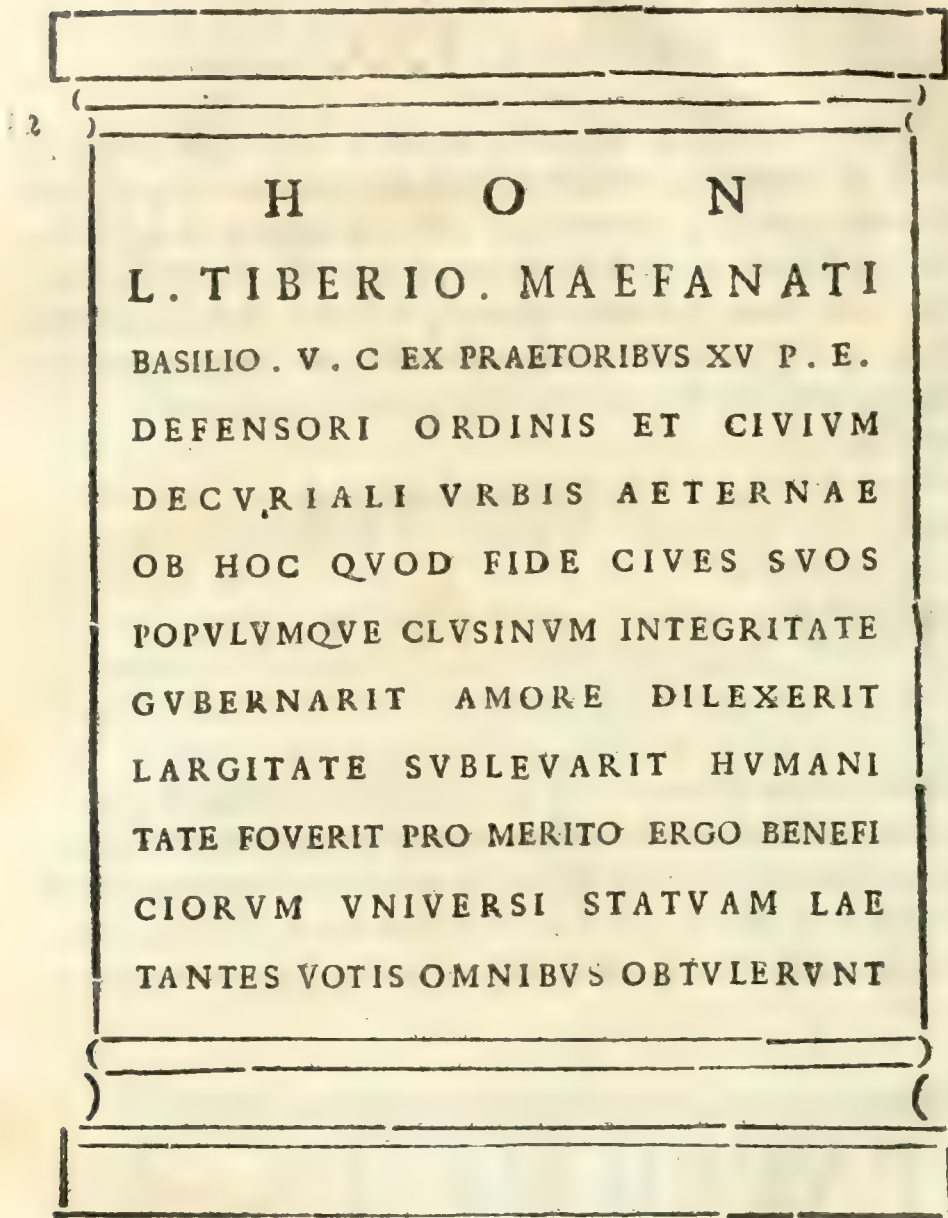 2
H O N
L. TIBERIO. MAEFANATI
BASILIO. V. C EX PRAETORIBVS XV P. E.
DEFENSORI ORDINIS ET CIVIVM
DECVRIALI VRBIS AETERNAE
OB HOC QVOD FIDE CIVES SVOS
POPVLVMQVE CLVSINVM INTEGRITATE
GVBERNARIT AMORE DILEXERIT
LARGITATE SVBLEVARIT HVMANI
TATE FOVERIT PRO MERITO ERGO BENEFI
CIORVM VNIVERSI STATVAM LAE
TANTES VOTIS OMNIBVS OBTVLERVNT